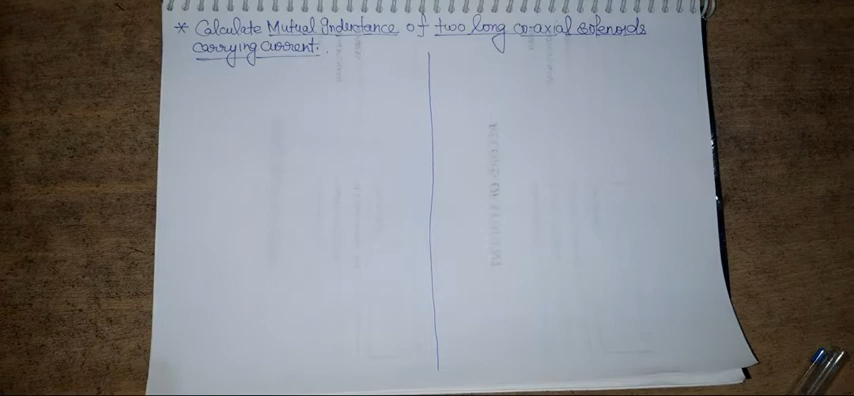 * Calculate Mutual Inductance of two long co-axial solenoids
carrying current.